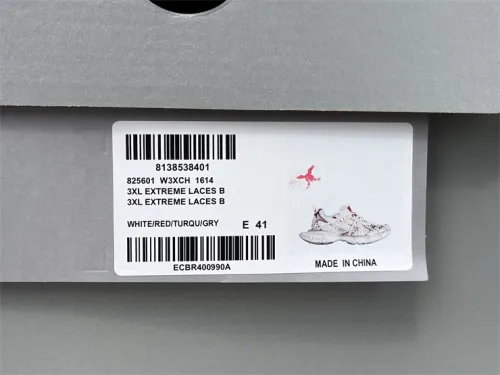 8138538401
825601 W3XCH 1614
3XL EXTREME LACES B
3XL EXTREME LACES B
WHITE/RED/TURQU/GRY E 41
ECBR400990A
MADE IN CHINA